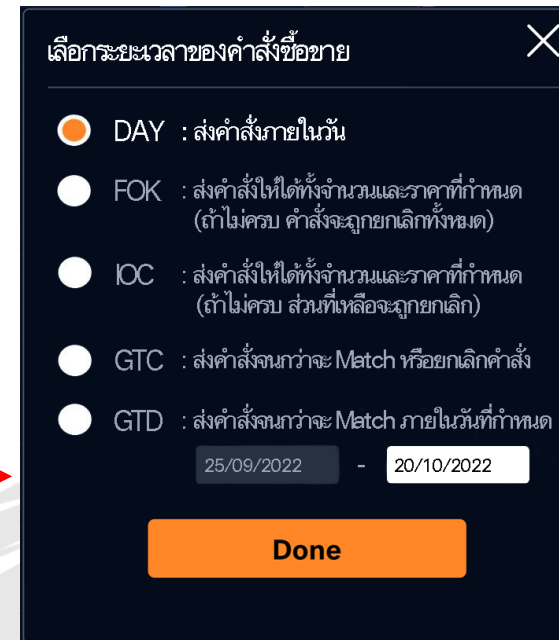 เลือกระยะเวลาของคำสั่งซื้อขาย
DAY : ส่งคำสั่งภายในวัน
FOK : ส่งคำสั่งให้ได้ทั้งจำนวนและราคาที่กำหนด
(ถ้าไม่ครบ คำสั่งจะถูกยกเลิกทั้งหมด)
IOC : ส่งคำสั่งให้ได้ทั้งจำนวนและราคาที่กำหนด
(ถ้าไม่ครบ ส่วนที่เหลือจะถูกยกเลิก)
GTC : ส่งคำสั่งจนกว่าจะ Match หรือยกเลิกคำสั่ง
GTD : ส่งคำสั่งจนกว่าจะ Match ภายในวันที่กำหนด
25/09/2022 - 20/10/2022
Done